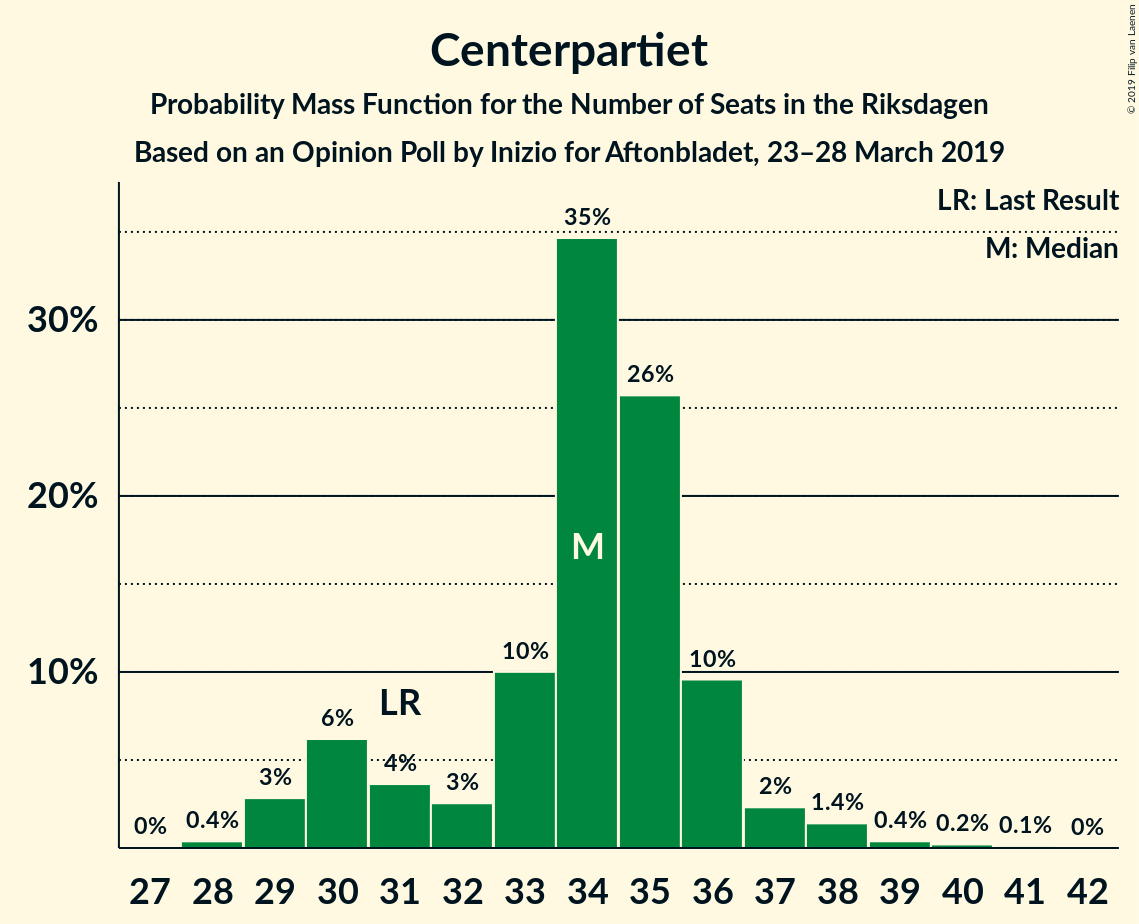 Centerpartiet
Probability Mass Function for the Number of Seats in the Riksdagen
Based on an Opinion Poll by Inizio for Aftonbladet, 23–28 March 2019
© 2019 Filip van Laenen
LR: Last Result
M: Median
30%
20%
10%
0%
0.4%
3%
6%
4%
3%
10%
35%
26%
10%
2%
1.4%
0.4%
0.2%
0.1%
0%
LR
M
27 28 29 30 31 32 33 34 35 36 37 38 39 40 41 42